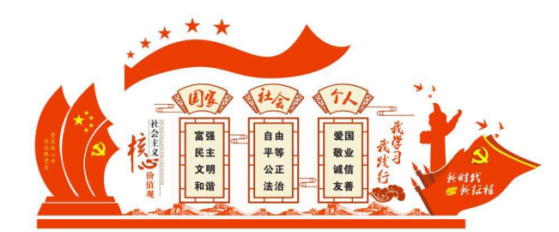 社会主义
核心
价值观
国家
富强
民主
文明
和谐
社会
自由
平等
公正
法治
个人
爱国
敬业
诚信
友善
我学习
我践行
新时代
新征程